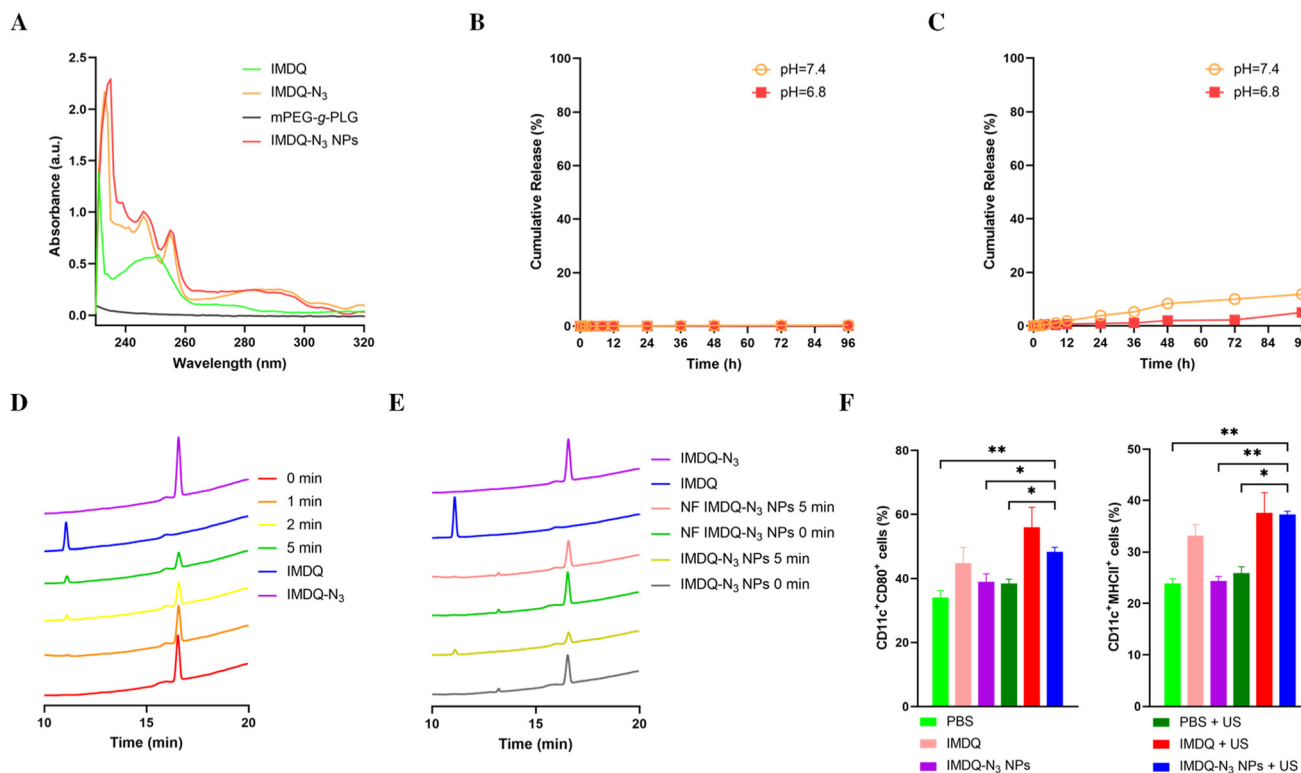 A
2.5
2.0
1.5
1.0
0.5
0.0
Absorbance (a.u.)
240
260
280
300
320
Wavelength (nm)
IMDQ
IMDQ-N₃
mPEG-g-PLG
IMDQ-N₃ NPs
B
100
80
60
40
20
0
Cumulative Release (%)
0
12
24
36
48
60
72
84
96
Time (h)
pH=7.4
pH=6.8
C
100
80
60
40
20
0
Cumulative Release (%)
0
12
24
36
48
60
72
84
Time (h)
pH=7.4
pH=6.8
D
0 min
1 min
2 min
5 min
IMDQ
IMDQ-N₃
10
15
20
Time (min)
E
IMDQ-N₃
IMDQ
NF IMDQ-N₃ NPs 5 min
NF IMDQ-N₃ NPs 0 min
IMDQ-N₃ NPs 5 min
IMDQ-N₃ NPs 0 min
10
15
20
Time (min)
F
80
60
40
20
0
CD11c⁺CD80⁺ cells (%)
**
*
*
50
40
30
20
10
0
CD11c⁺MHCII⁺ cells (%)
**
**
*
PBS
IMDQ
IMDQ-N₃ NPs
PBS + US
IMDQ + US
IMDQ-N₃ NPs + US